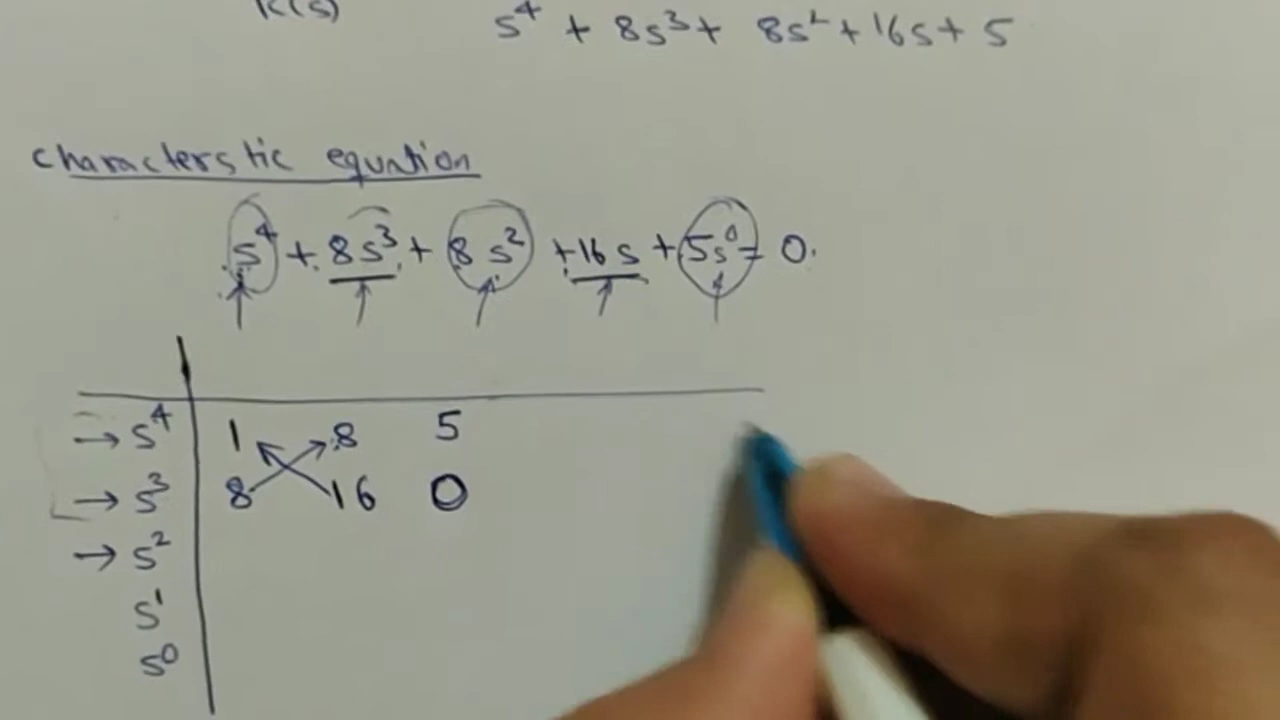 R(s) s⁴ + 8s³ + 8s² + 16s + 5
characterstic equation
s⁴ + 8s³ + 8s² + 16s + 5s⁰ = 0.
→ s⁴ 1 8 5
→ s³ 8 16 0
→ s²
s¹
s⁰